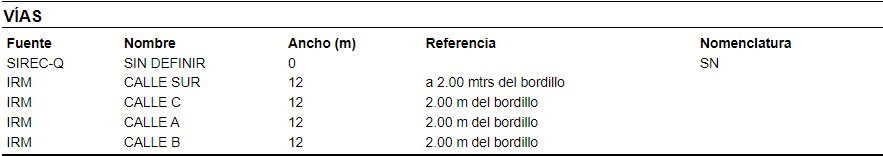 VÍAS
Fuente Nombre Ancho (m) Referencia Nomenclatura
SIREC-Q SIN DEFINIR 0 SN
IRM CALLE SUR 12 a 2.00 mtrs del bordillo
IRM CALLE C 12 2.00 m del bordillo
IRM CALLE A 12 2.00 m del bordillo
IRM CALLE B 12 2.00 m del bordillo